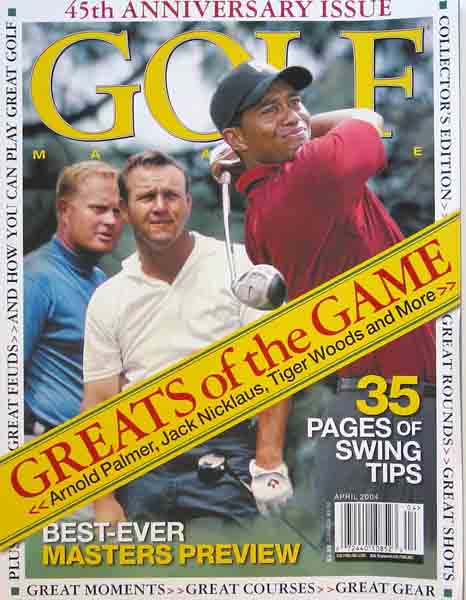 45th ANNIVERSARY ISSUE
GOLF
MA E
COLLECTOR'S EDITION>>
GREAT ROUNDS>>GREAT SHOTS
PLUS GREAT FEUDS>>AND HOW YOU CAN PLAY GREAT GOLF
GREATS of the GAME
<<Arnold Palmer, Jack Nicklaus, Tiger Woods and More>>
35
PAGES OF
SWING
TIPS
APRIL 2004
04>
BEST-EVER
MASTERS PREVIEW
GREAT MOMENTS>>GREAT COURSES>>GREAT GEAR